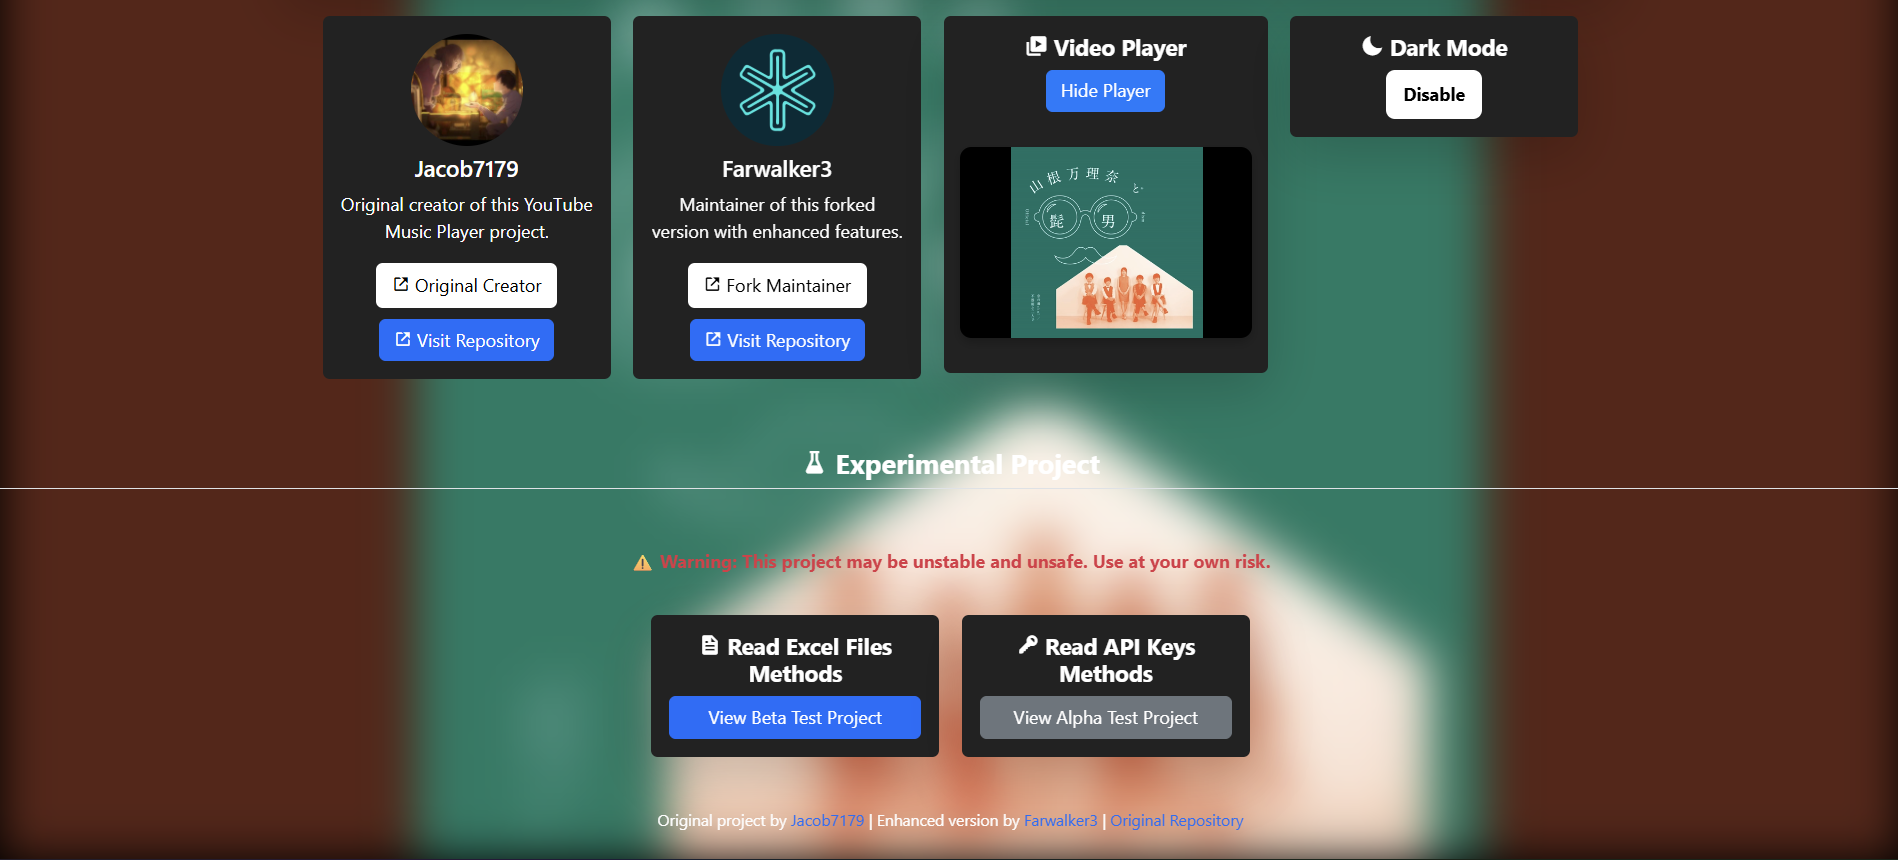 Jacob7179
Original creator of this YouTube
Music Player project.
Original Creator
Visit Repository
Farwalker3
Maintainer of this forked
version with enhanced features.
Fork Maintainer
Visit Repository
Video Player
Hide Player
山根万理奈 と
髭 男
Dark Mode
Disable
Experimental Project
Warning: This project may be unstable and unsafe. Use at your own risk.
Read Excel Files
Methods
View Beta Test Project
Read API Keys
Methods
View Alpha Test Project
Original project by Jacob7179 | Enhanced version by Farwalker3 | Original Repository